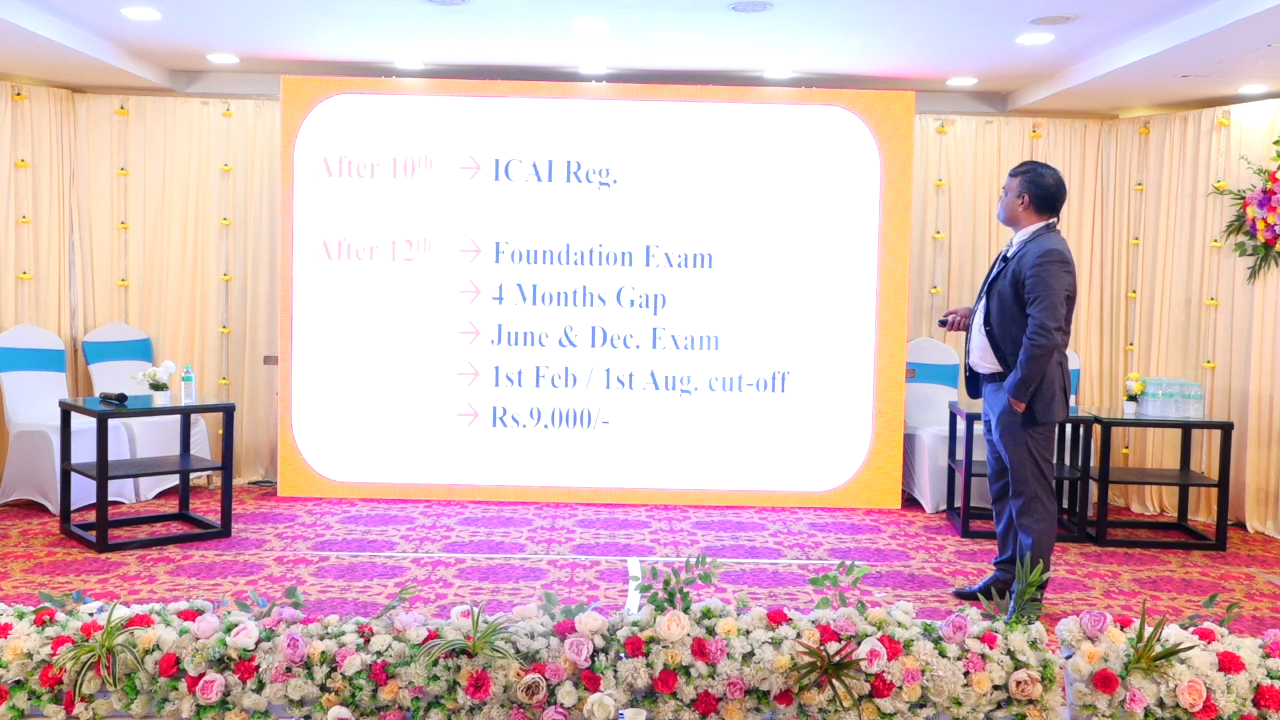 After 10th → ICAI Reg.
After 12th → Foundation Exam
→ 4 Months Gap
→ June & Dec. Exam
→ 1st Feb / 1st Aug. cut-off
→ Rs.9,000/-